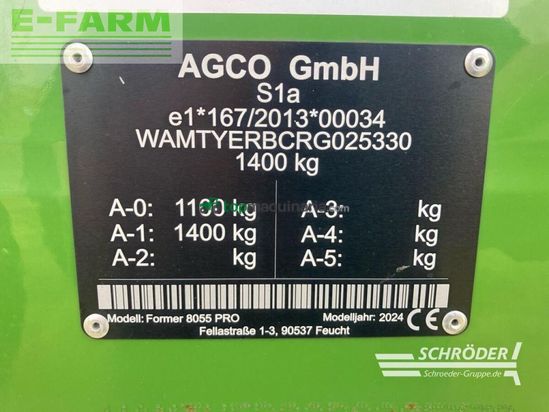 E-FARM
AGCO GmbH
S1a
e1*167/2013*00034
WAMTYERBCRG025330
1400 kg
A-0: 1100 kg A-3: kg
A-1: 1400 kg A-4: kg
A-2: kg A-5: kg
Modell: Former 8055 PRO Modelljahr: 2024 CE
Fellastraße 1-3, 90537 Feucht
SCHRÖDER
Schroeder-Gruppe.de